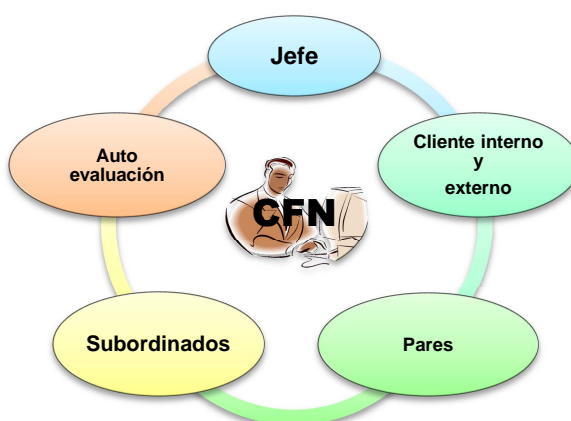 Jefe
Cliente interno
y
externo
Auto
evaluación
CFN
Subordinados
Pares